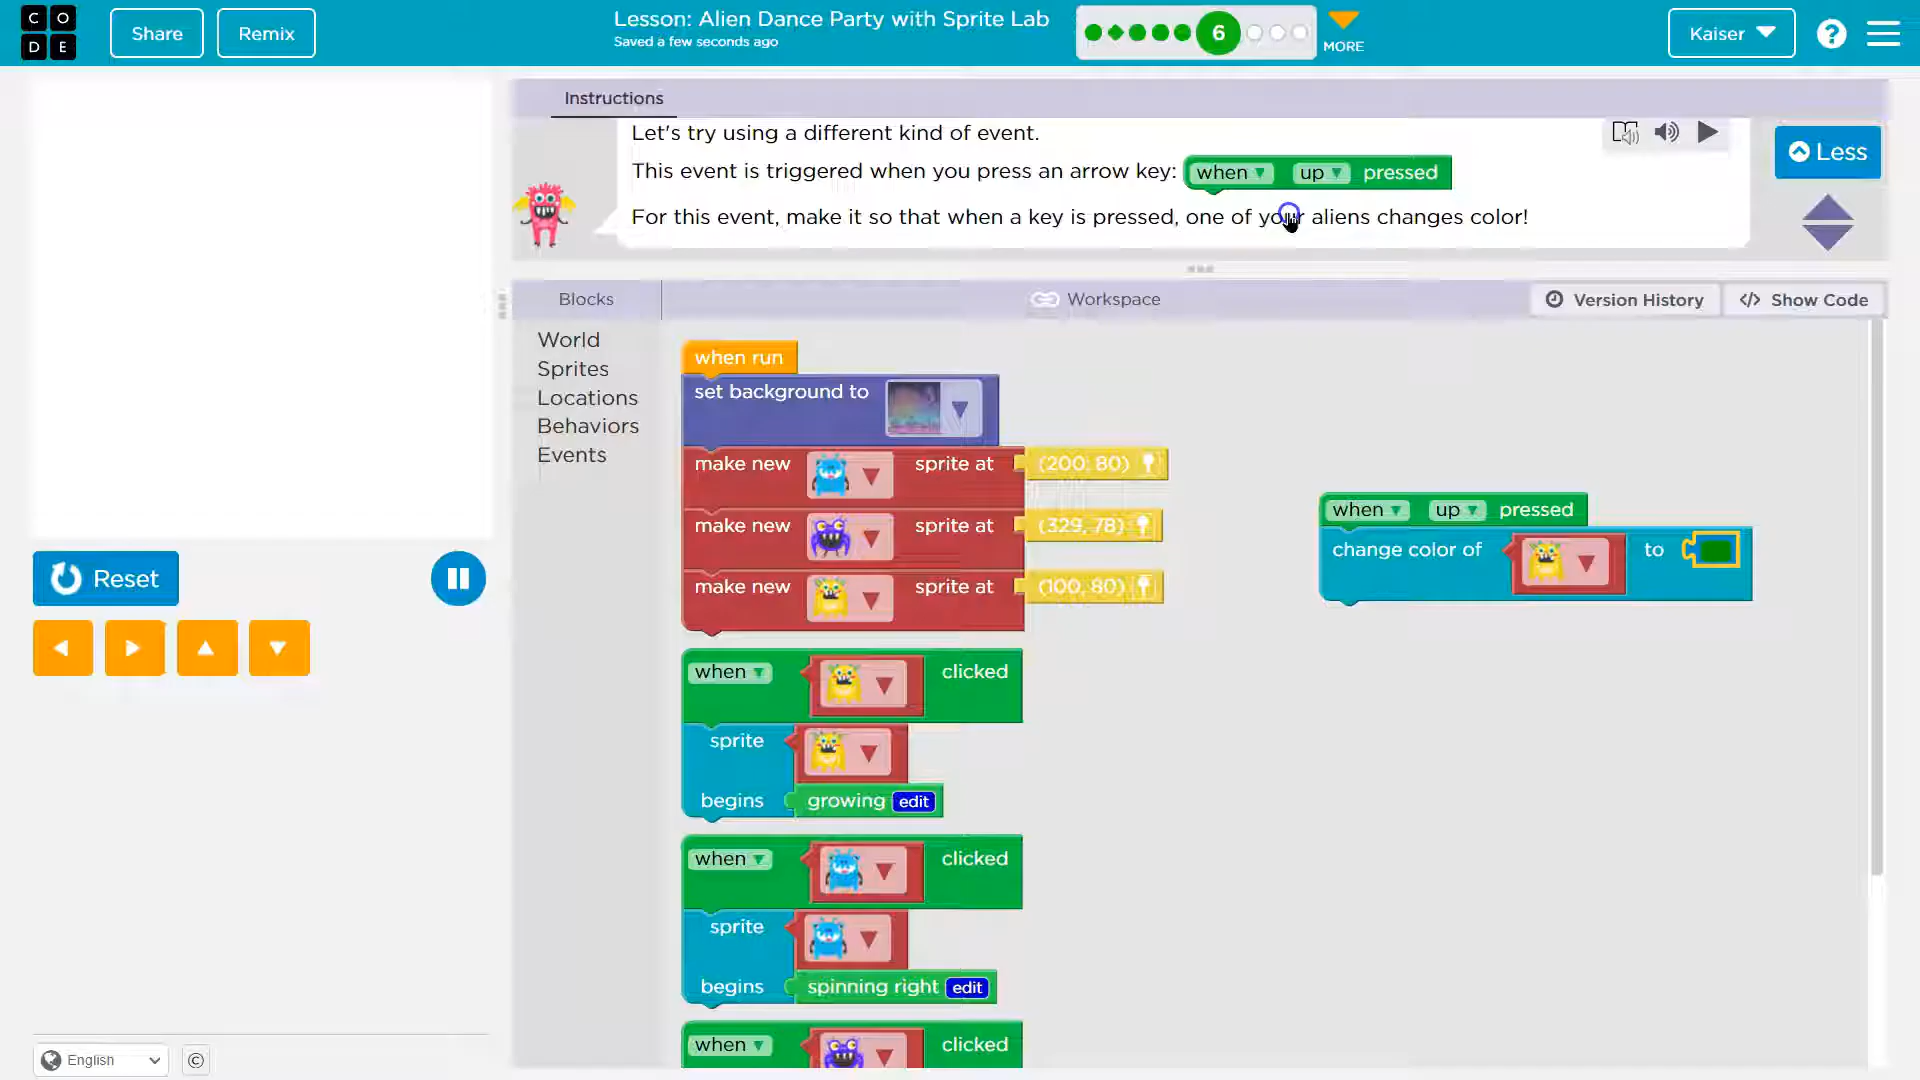 C O
D E
Share
Remix
Lesson: Alien Dance Party with Sprite Lab
Saved a few seconds ago
6
MORE
Kaiser
?
Instructions
Let's try using a different kind of event.
This event is triggered when you press an arrow key: when up pressed
For this event, make it so that when a key is pressed, one of your aliens changes color!
Less
Blocks
Workspace
Version History
</> Show Code
World
Sprites
Locations
Behaviors
Events
when run
set background to
make new sprite at (200, 80)
make new sprite at (329, 78)
make new sprite at (100, 80)
when up pressed
change color of to
when clicked
sprite
begins growing edit
when clicked
sprite
begins spinning right edit
when clicked
Reset
English
©